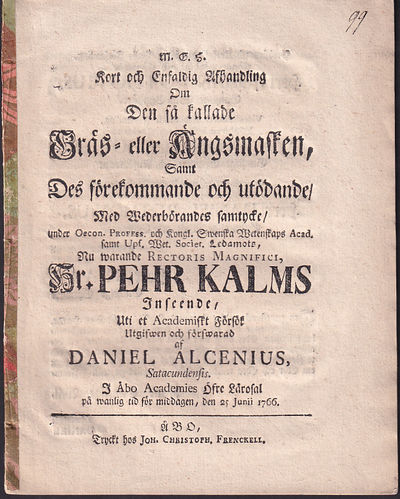 99
M. G. H.
Kort och Enfaldig Afhandling
Om
Den så kallade
Gräs- eller Ängsmasken,
Samt
Des förekommande och utödande/
Med Wederbörandes samtycke/
under Oecon. Profess. och Kongl. Swenska Wetenskaps Acad.
samt Upl. Wet. Societ. Ledamots,
Nu warande Rectoris Magnifici,
Hr. PEHR KALMS
Inseende/
Uti et Academiskt Försök
Utgifwen och förswarad
af
DANIEL ALCENIUS,
Satacundensis.
I Åbo Academies Öfre Lärosal
på wanlig tid för middagen, den 25 Junii 1766.
ÅBO,
Tryckt hos Joh. Christoph. Frenckell.